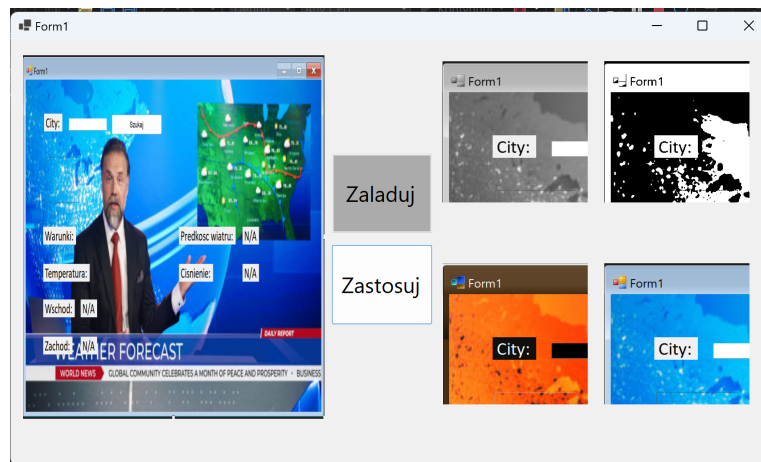 Form1
Form1
City:
Szukaj
Warunki:
Predkosc wiatru:
N/A
Temperatura:
Cisnienie:
N/A
Wschod:
N/A
DAILY REPORT
Zachod:
N/A
WEATHER FORECAST
WORLD NEWS
GLOBAL COMMUNITY CELEBRATES A MONTH OF PEACE AND PROSPERITY • BUSINESS
Zaladuj
Zastosuj
Form1
City:
Form1
City:
Form1
City:
Form1
City: